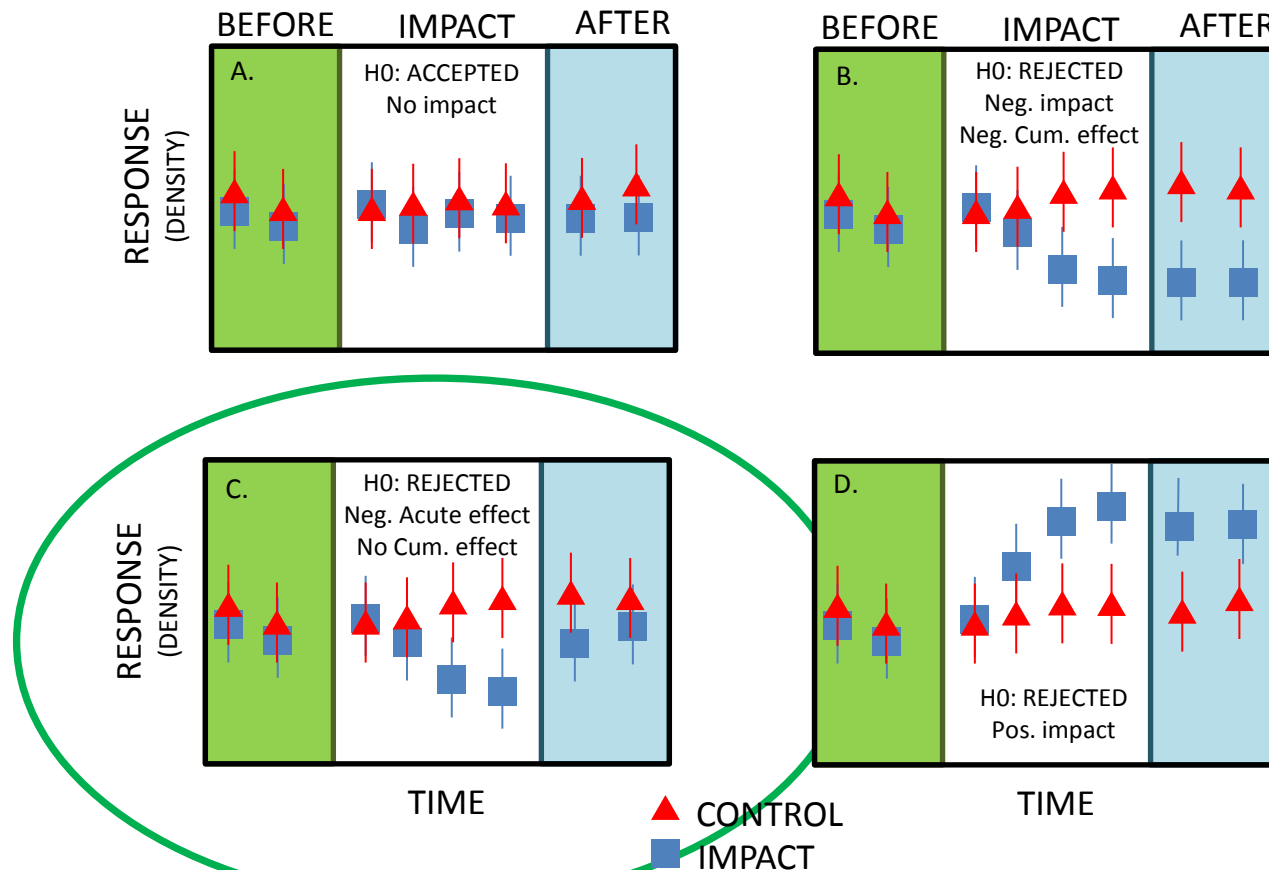 BEFORE IMPACT AFTER
A.
H0: ACCEPTED
No impact
RESPONSE
(DENSITY)
BEFORE IMPACT AFTER
B.
H0: REJECTED
Neg. impact
Neg. Cum. effect
C.
H0: REJECTED
Neg. Acute effect
No Cum. effect
RESPONSE
(DENSITY)
TIME
D.
H0: REJECTED
Pos. impact
TIME
CONTROL
IMPACT